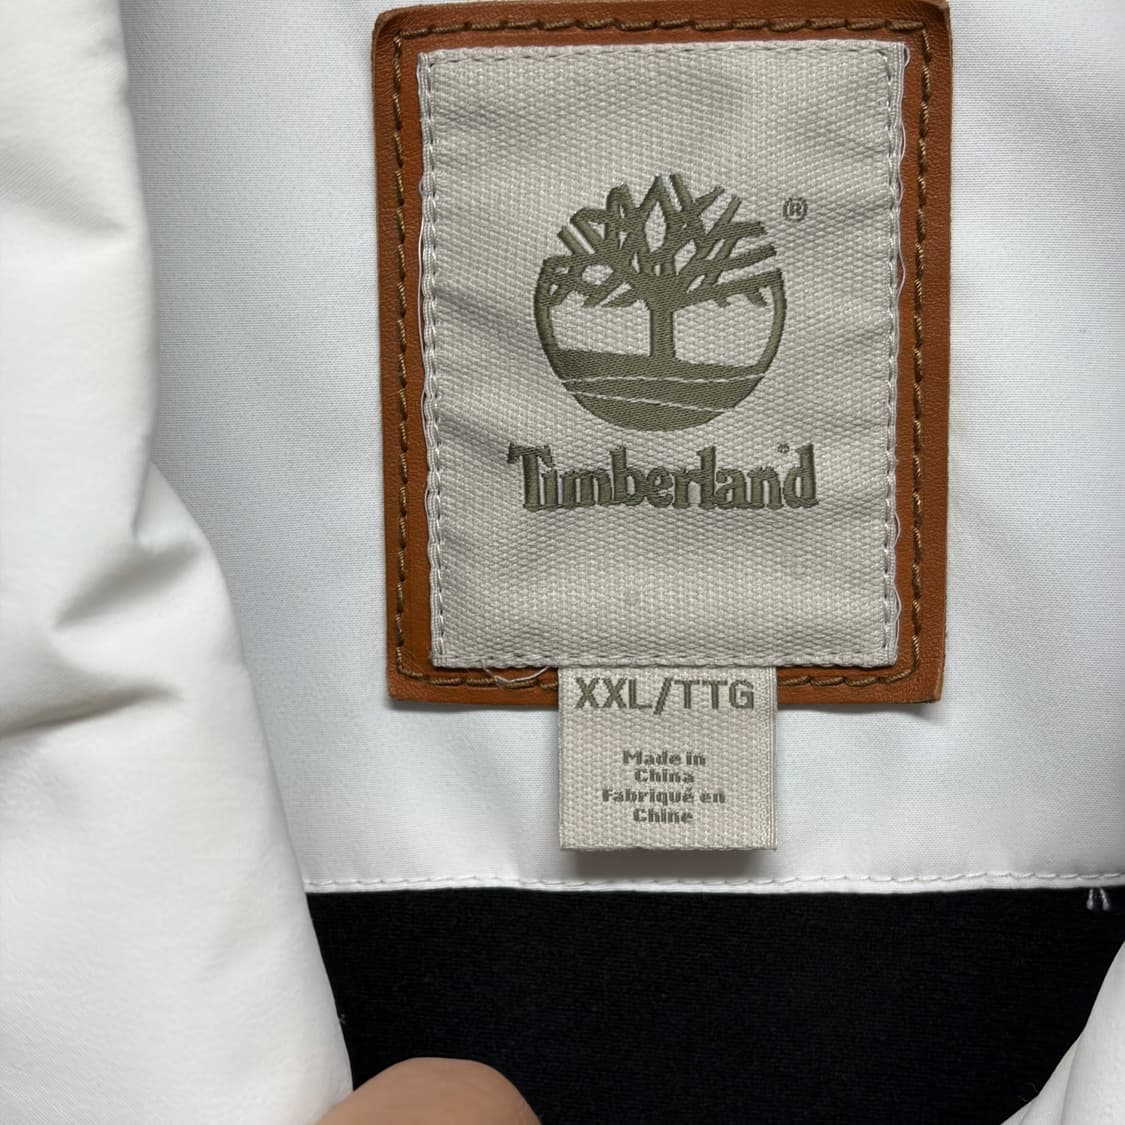 ®
Timberland®
XXL/TTG
Made in
China
Fabriqué en
Chine